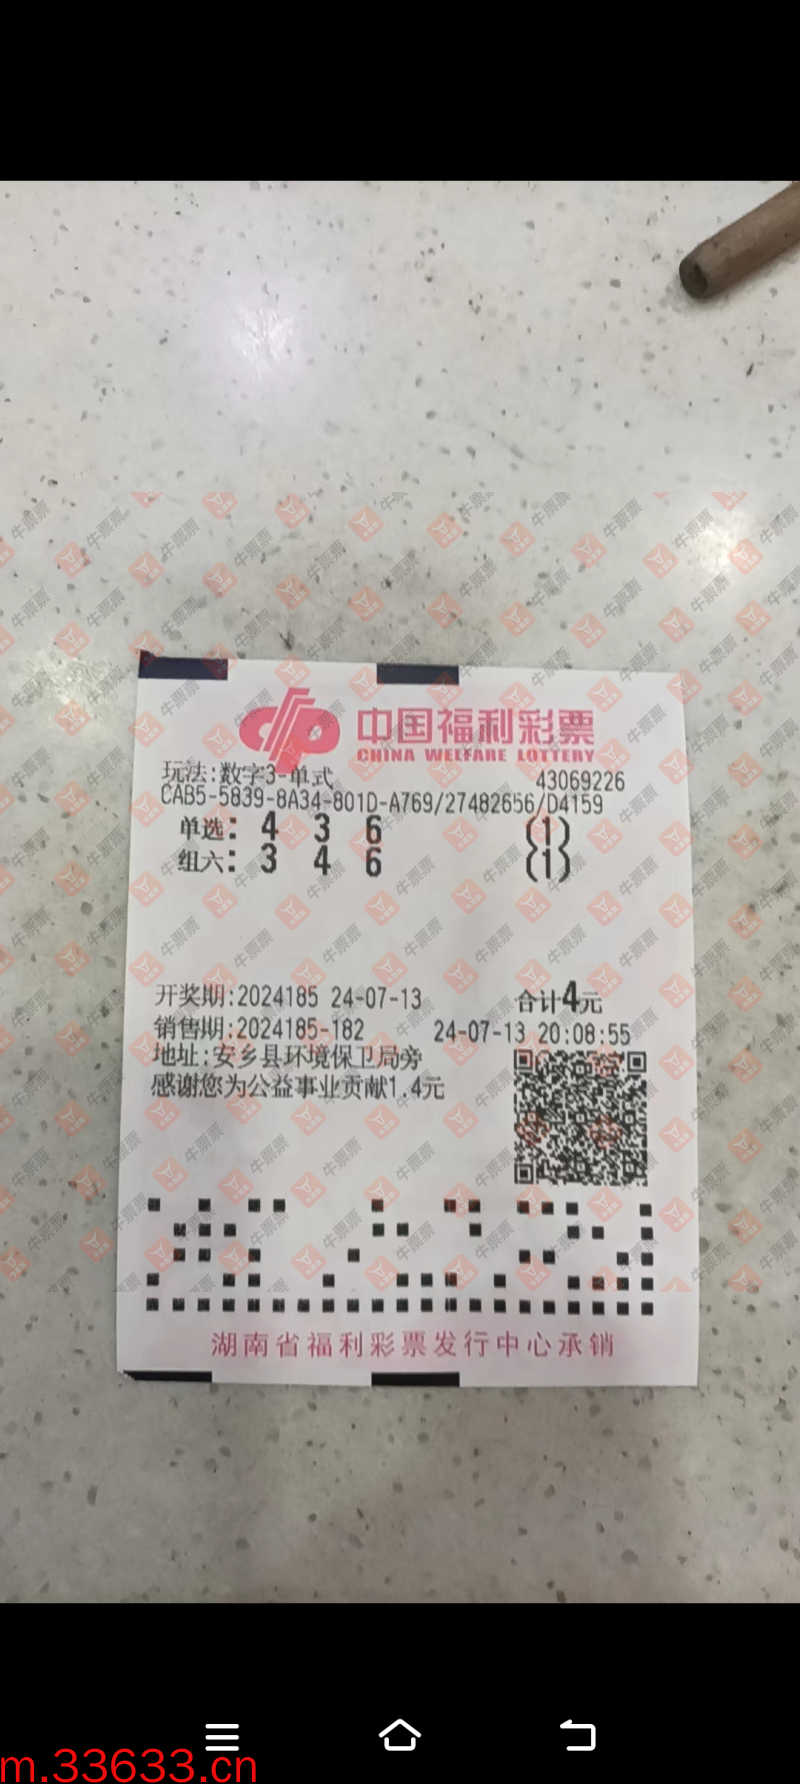 中国福利彩票
CHINA WELFARE LOTTERY
玩法:数字3-单式 43069226
CAB5-5839-8A34-801D-A769/27482656/D4159
单选: 4 3 6 (1)
组六: 3 4 6 (1)
开奖期:2024185 24-07-13 合计4元
销售期:2024185-182 24-07-13 20:08:55
地址:安乡县环境保卫局旁
感谢您为公益事业贡献1.4元
湖南省福利彩票发行中心承销
牛票票
m.33633.cn